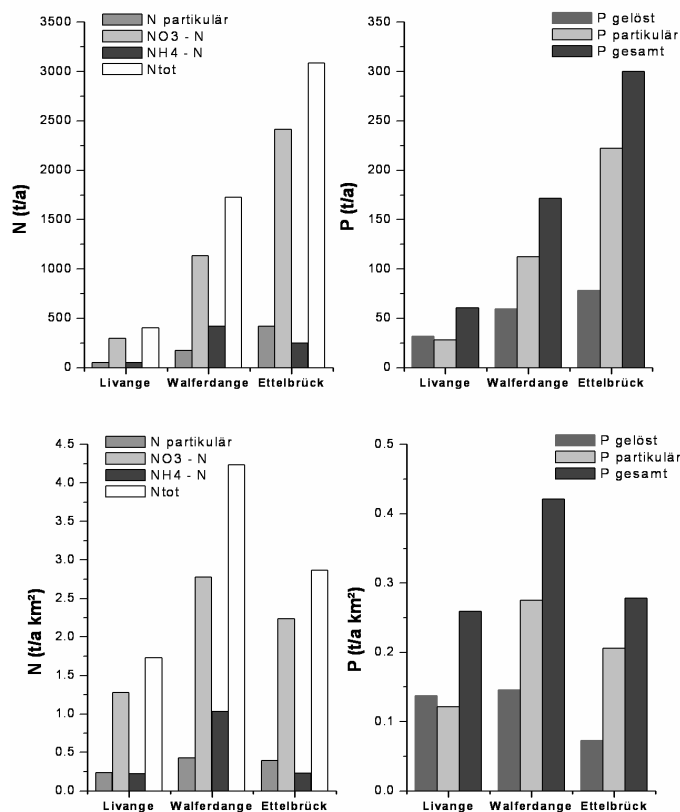 N partikulär
NO3 - N
NH4 - N
Ntot
3500
3000
2500
2000
1500
1000
500
0
N (t/a)
Livange Walferdange Ettelbrück
P gelöst
P partikulär
P gesamt
350
300
250
200
150
100
50
0
P (t/a)
Livange Walferdange Ettelbrück
N partikulär
NO3 - N
NH4 - N
Ntot
4.5
4.0
3.5
3.0
2.5
2.0
1.5
1.0
0.5
0.0
N (t/a km²)
Livange Walferdange Ettelbrück
P gelöst
P partikulär
P gesamt
0.5
0.4
0.3
0.2
0.1
0.0
P (t/a km²)
Livange Walferdange Ettelbrück